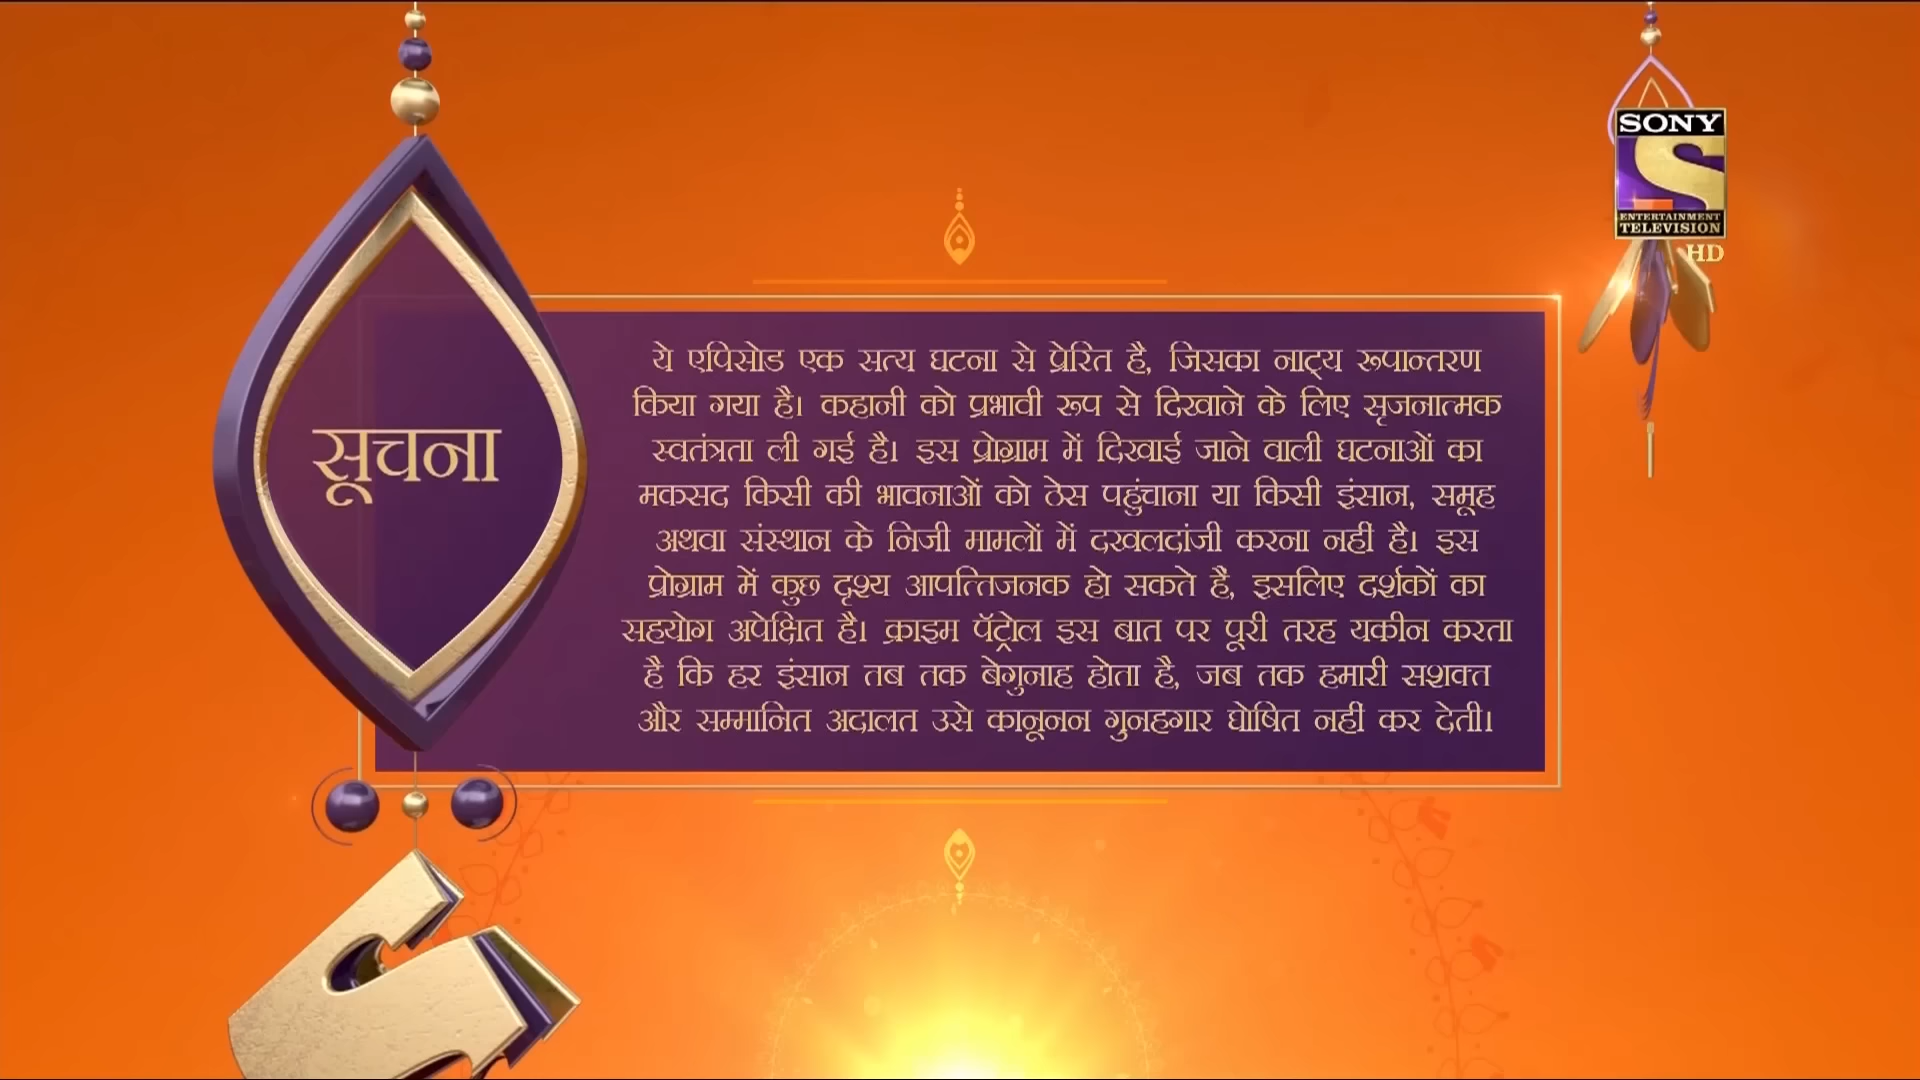 सूचना
SONY
ENTERTAINMENT
TELEVISION
HD
ये एपिसोड एक सत्य घटना से प्रेरित है, जिसका नाट्य रूपान्तरण
किया गया है। कहानी को प्रभावी रूप से दिखाने के लिए सृजनात्मक
स्वतंत्रता ली गई है। इस प्रोग्राम में दिखाई जाने वाली घटनाओं का
मकसद किसी की भावनाओं को ठेस पहुंचाना या किसी इंसान, समूह
अथवा संस्थान के निजी मामलों में दखलदांजी करना नहीं है। इस
प्रोग्राम में कुछ दृश्य आपत्तिजनक हो सकते हैं, इसलिए दर्शकों का
सहयोग अपेक्षित है। क्राइम पॅट्रोल इस बात पर पूरी तरह यकीन करता
है कि हर इंसान तब तक बेगुनाह होता है, जब तक हमारी सशक्त
और सम्मानित अदालत उसे कानूनन गुनहगार घोषित नहीं कर देती।